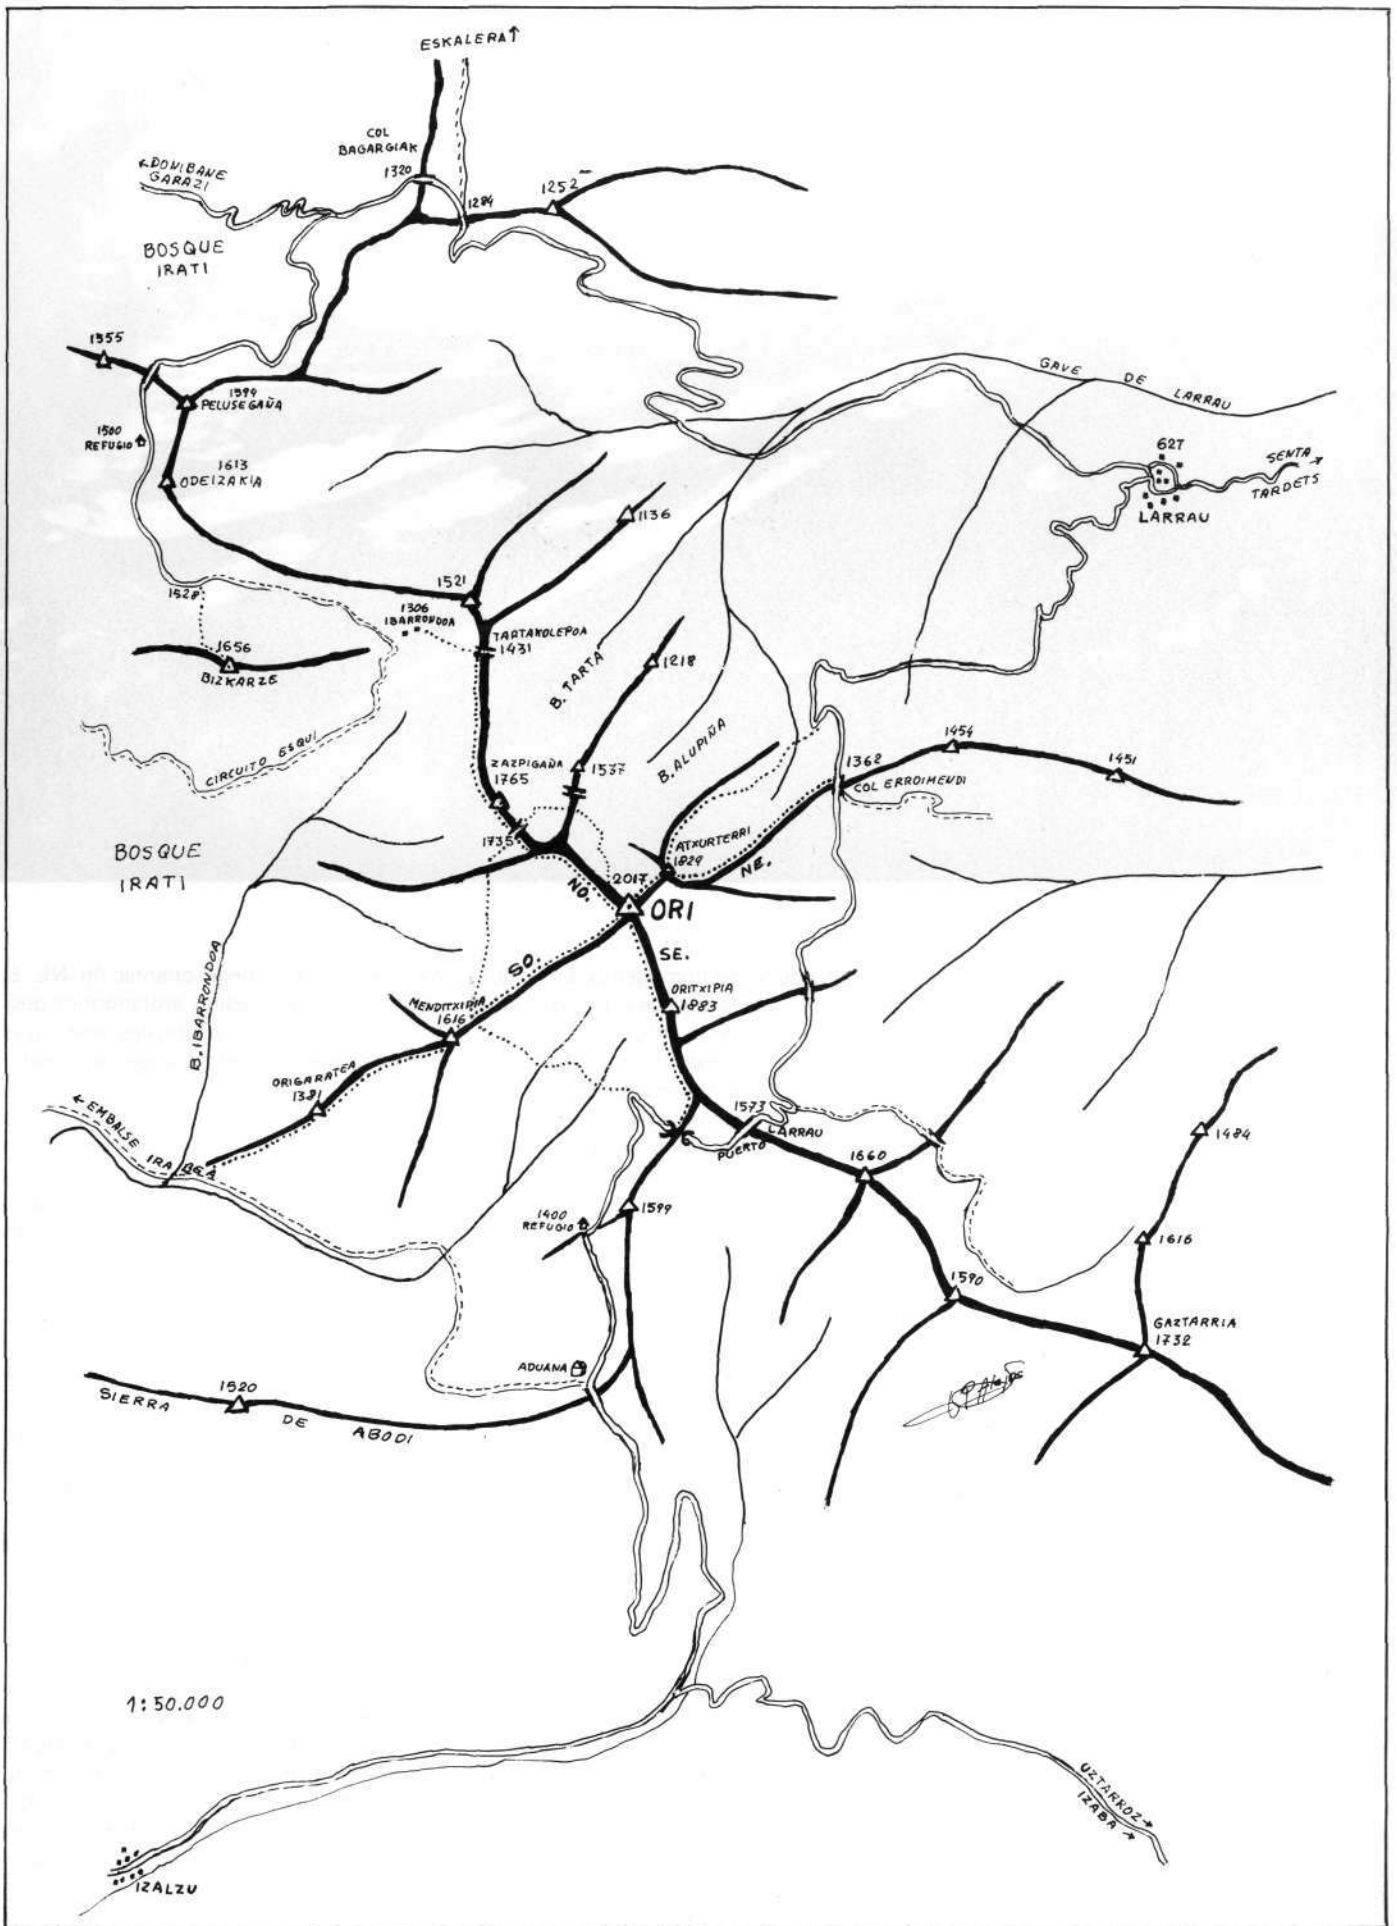 ESKALERA↑
COL
BAGARGIAK
1320
←DONIBANE
GARAZI
1284
1252
BOSQUE
IRATI
1355
1594
PELUSEGAÑA
1500
REFUGIO
1613
ODEIZAKIA
GAVE DE LARRAU
627
LARRAU
SENTA →
TARDETS
1136
1521
1528
1306
IBARRONDOA
TARTAKOLEPOA
1431
1656
BIZKARZE
B. TARTA
1218
CIRCUITO ESQUI
ZAZPIGAÑA
1765
1537
B. ALUPIÑA
1454
1451
1362
COL ERROIMENDI
1735
ATXURTERRI
1829
BOSQUE
IRATI
NO.
2017
ORI
NE.
SO.
SE.
B. IBARRONDOA
MENDITXIPIA
1616
ORITXIPIA
1883
ORIGARATEA
1381
←EMBALSE IRABEA
1573
PUERTO LARRAU
1660
1484
1400
REFUGIO
1599
1616
1590
GAZTARRIA
1732
ADUANA
SIERRA DE ABODI
1520
1:50.000
UZTARROZ→
IZABA →
IZALZU